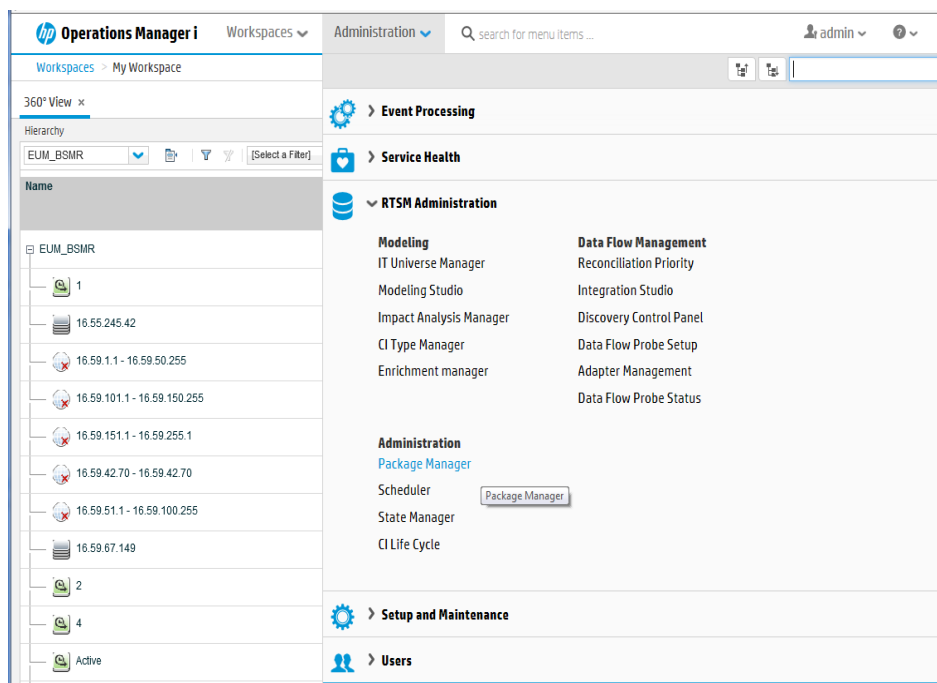 hp Operations Manager i Workspaces Administration search for menu items ... admin ?
Workspaces > My Workspace
360° View ×
Hierarchy
EUM_BSMR [Select a Filter]
Name
EUM_BSMR
1
16.55.245.42
16.59.1.1 - 16.59.50.255
16.59.101.1 - 16.59.150.255
16.59.151.1 - 16.59.255.1
16.59.42.70 - 16.59.42.70
16.59.51.1 - 16.59.100.255
16.59.67.149
2
4
Active
Event Processing
Service Health
RTSM Administration
Modeling
IT Universe Manager
Modeling Studio
Impact Analysis Manager
CI Type Manager
Enrichment manager
Data Flow Management
Reconciliation Priority
Integration Studio
Discovery Control Panel
Data Flow Probe Setup
Adapter Management
Data Flow Probe Status
Administration
Package Manager
Scheduler
Package Manager
State Manager
CI Life Cycle
Setup and Maintenance
Users